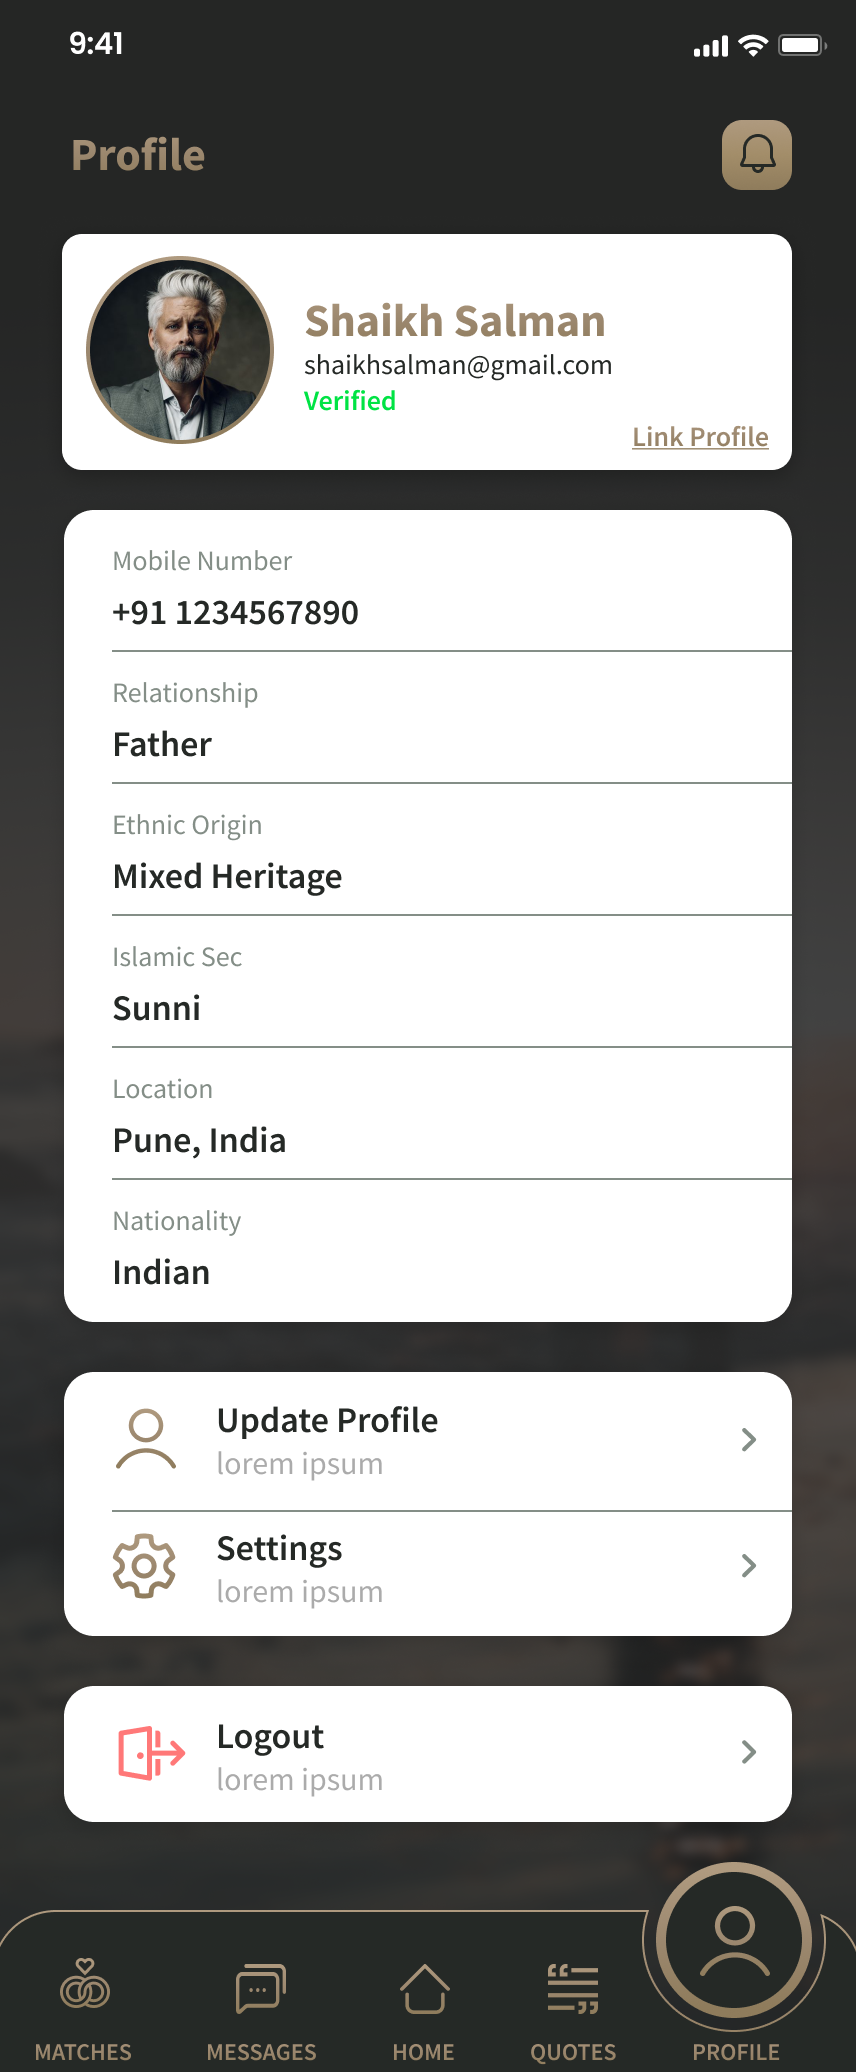 9:41
Profile
Shaikh Salman
shaikhsalman@gmail.com
Verified
Link Profile
Mobile Number
+91 1234567890
Relationship
Father
Ethnic Origin
Mixed Heritage
Islamic Sec
Sunni
Location
Pune, India
Nationality
Indian
Update Profile
lorem ipsum
Settings
lorem ipsum
Logout
lorem ipsum
MATCHES
MESSAGES
HOME
QUOTES
PROFILE